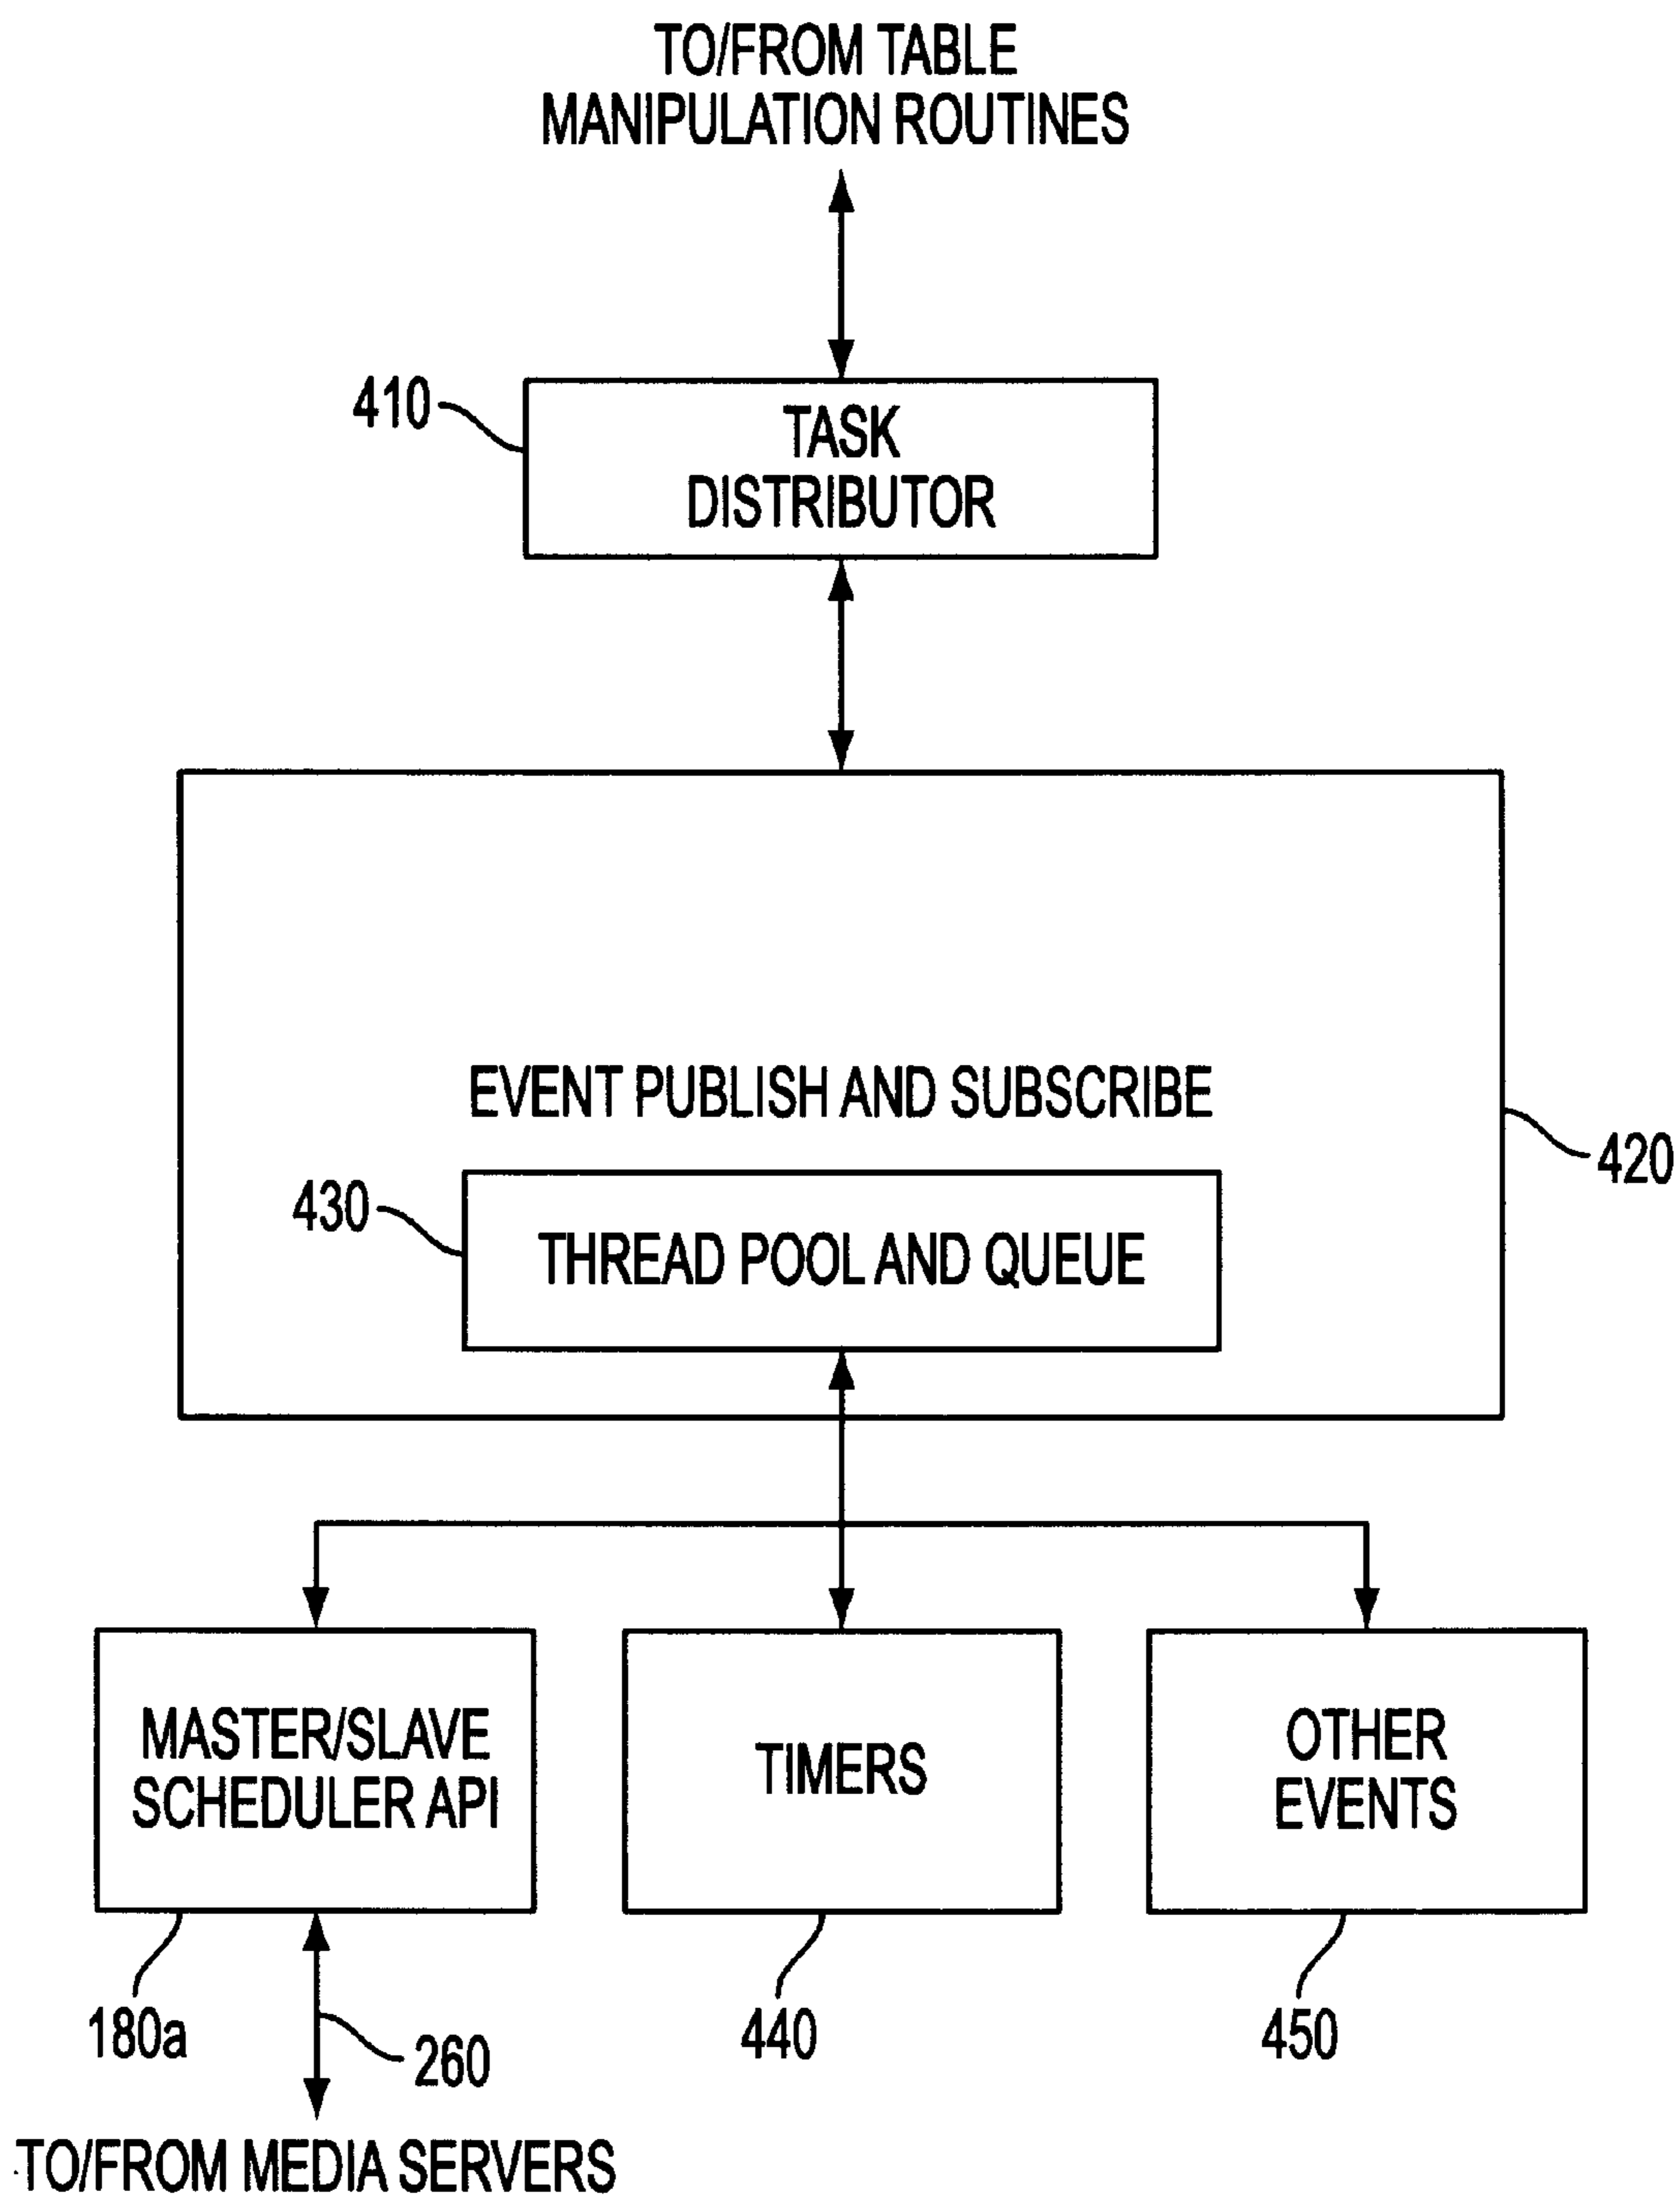 TO/FROM TABLE
MANIPULATION ROUTINES
410
TASK
DISTRIBUTOR
EVENT PUBLISH AND SUBSCRIBE
420
430
THREAD POOL AND QUEUE
MASTER/SLAVE
SCHEDULER API
TIMERS
OTHER
EVENTS
180a
260
440
450
TO/FROM MEDIA SERVERS